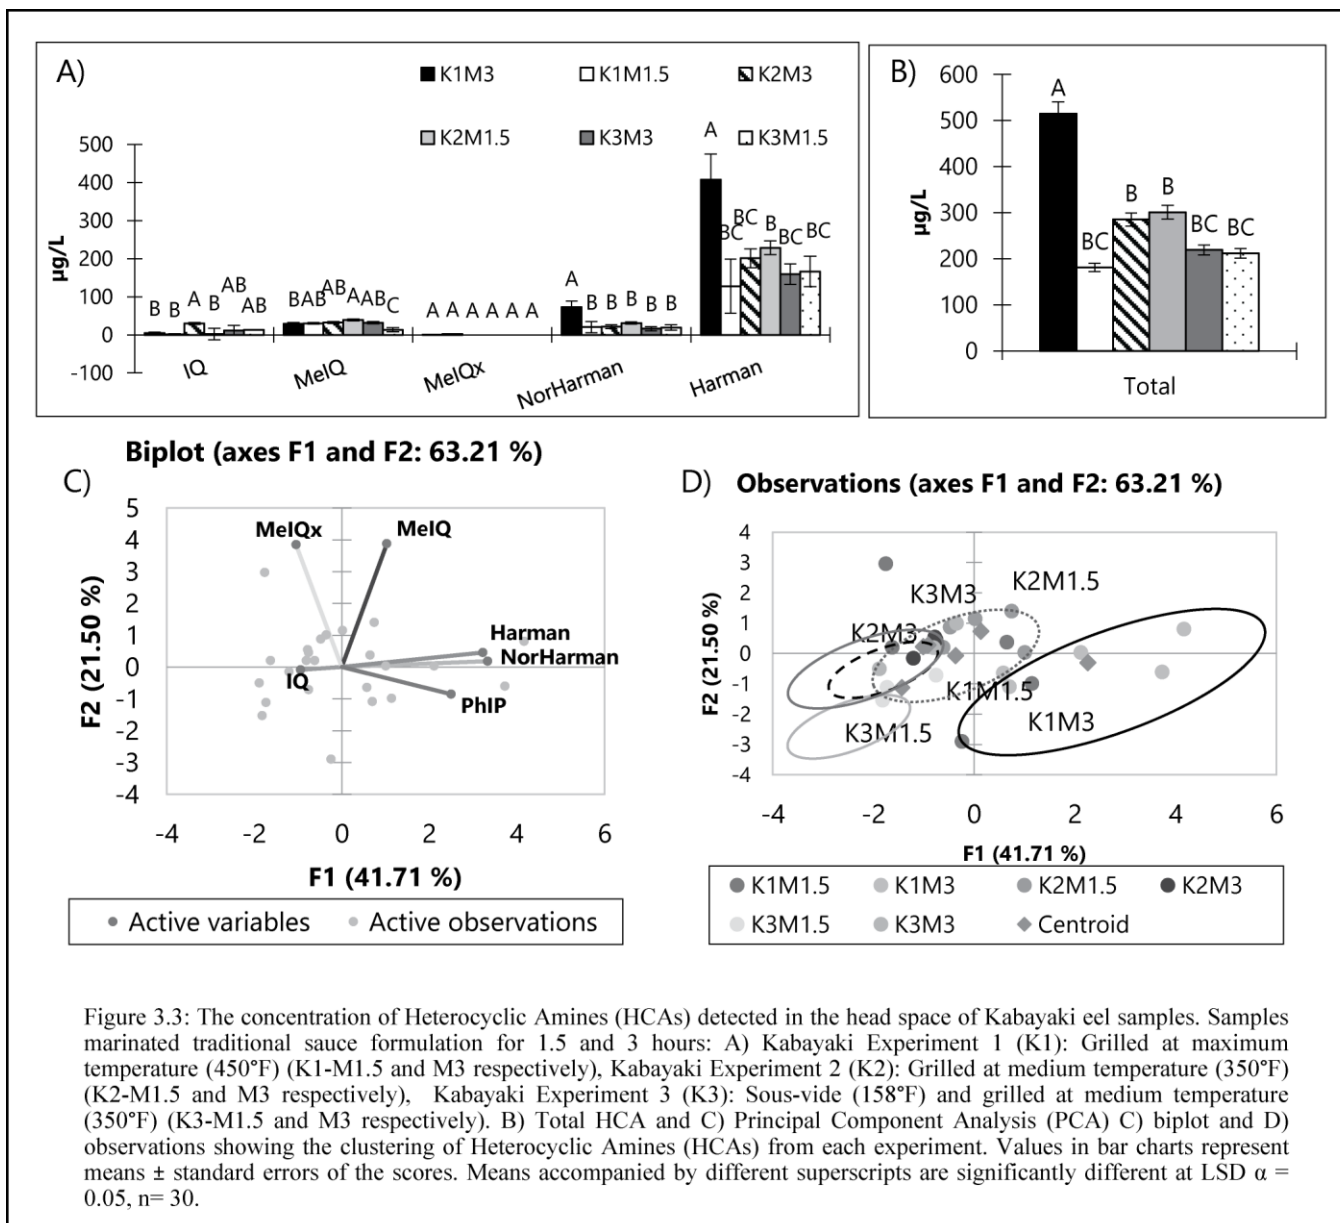 A)
K1M3 K1M1.5 K2M3
K2M1.5 K3M3 K3M1.5
µg/L
500
400
300
200
100
0
-100
B B A B AB AB
B AB AB A AB C
A A A A A A
A B B B B B
A BC BC B BC BC
IQ MeIQ MeIQx NorHarman Harman
B)
µg/L
600
500
400
300
200
100
0
A BC B B BC BC
Total
Biplot (axes F1 and F2: 63.21 %)
C)
F2 (21.50 %)
5
4
3
2
1
0
-1
-2
-3
-4
MeIQx MeIQ
Harman
NorHarman
IQ
PhIP
-4 -2 0 2 4 6
F1 (41.71 %)
Active variables Active observations
D) Observations (axes F1 and F2: 63.21 %)
F2 (21.50 %)
4
3
2
1
0
-1
-2
-3
-4
K2M1.5
K3M3
K2M3
K1M1.5
K1M3
K3M1.5
-4 -2 0 2 4 6
F1 (41.71 %)
K1M1.5 K1M3 K2M1.5 K2M3
K3M1.5 K3M3 Centroid
Figure 3.3: The concentration of Heterocyclic Amines (HCAs) detected in the head space of Kabayaki eel samples. Samples
marinated traditional sauce formulation for 1.5 and 3 hours: A) Kabayaki Experiment 1 (K1): Grilled at maximum
temperature (450°F) (K1-M1.5 and M3 respectively), Kabayaki Experiment 2 (K2): Grilled at medium temperature (350°F)
(K2-M1.5 and M3 respectively), Kabayaki Experiment 3 (K3): Sous-vide (158°F) and grilled at medium temperature
(350°F) (K3-M1.5 and M3 respectively). B) Total HCA and C) Principal Component Analysis (PCA) C) biplot and D)
observations showing the clustering of Heterocyclic Amines (HCAs) from each experiment. Values in bar charts represent
means ± standard errors of the scores. Means accompanied by different superscripts are significantly different at LSD α =
0.05, n= 30.